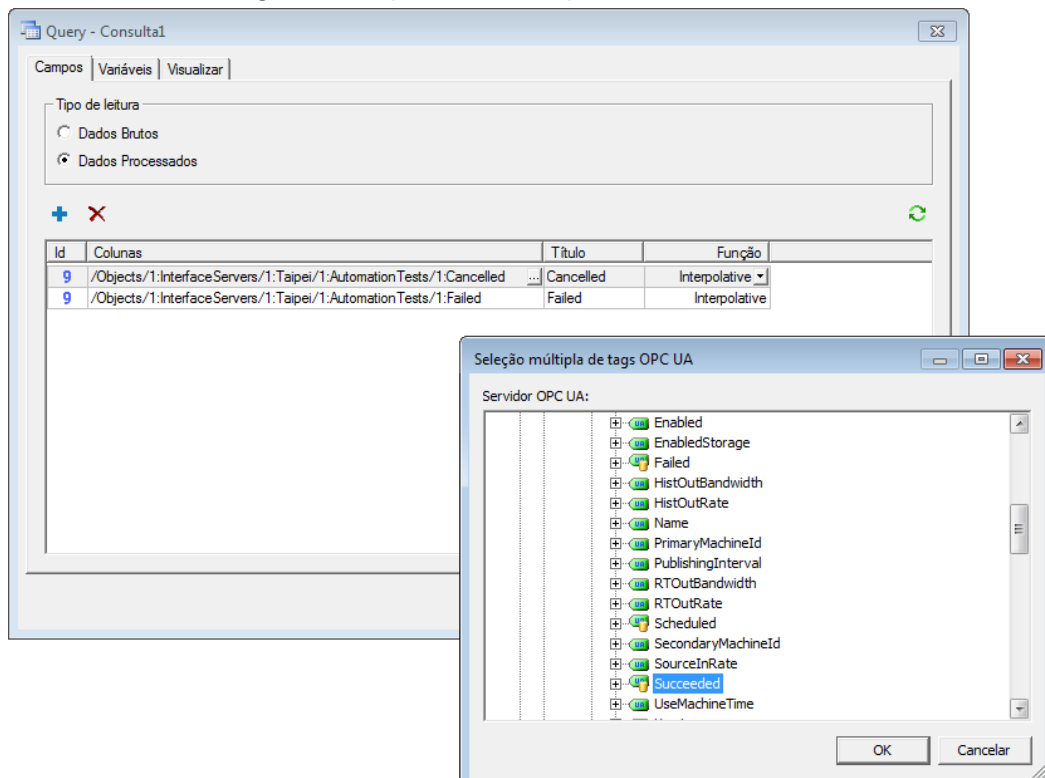 Query - Consulta1
Campos Variáveis Visualizar
Tipo de leitura
Dados Brutos
Dados Processados
Id Colunas Título Função
9 /Objects/1:InterfaceServers/1:Taipei/1:AutomationTests/1:Cancelled ... Cancelled Interpolative
9 /Objects/1:InterfaceServers/1:Taipei/1:AutomationTests/1:Failed Failed Interpolative
Seleção múltipla de tags OPC UA
Servidor OPC UA:
Enabled
EnabledStorage
Failed
HistOutBandwidth
HistOutRate
Name
PrimaryMachineId
PublishingInterval
RTOutBandwidth
RTOutRate
Scheduled
SecondaryMachineId
SourceInRate
Succeeded
UseMachineTime
OK Cancelar